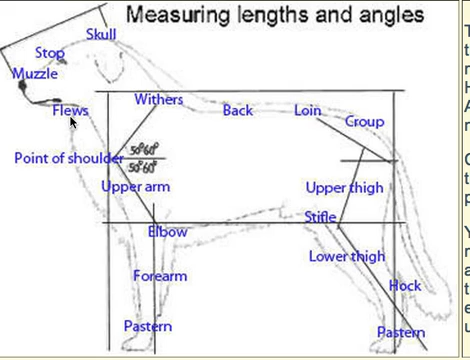 Measuring lengths and angles
Skull
Stop
Muzzle
Flews
Withers
Back
Loin
Croup
Point of shoulder
50°60°
50°60°
Upper arm
Upper thigh
Stifle
Elbow
Lower thigh
Forearm
Hock
Pastern
Pastern